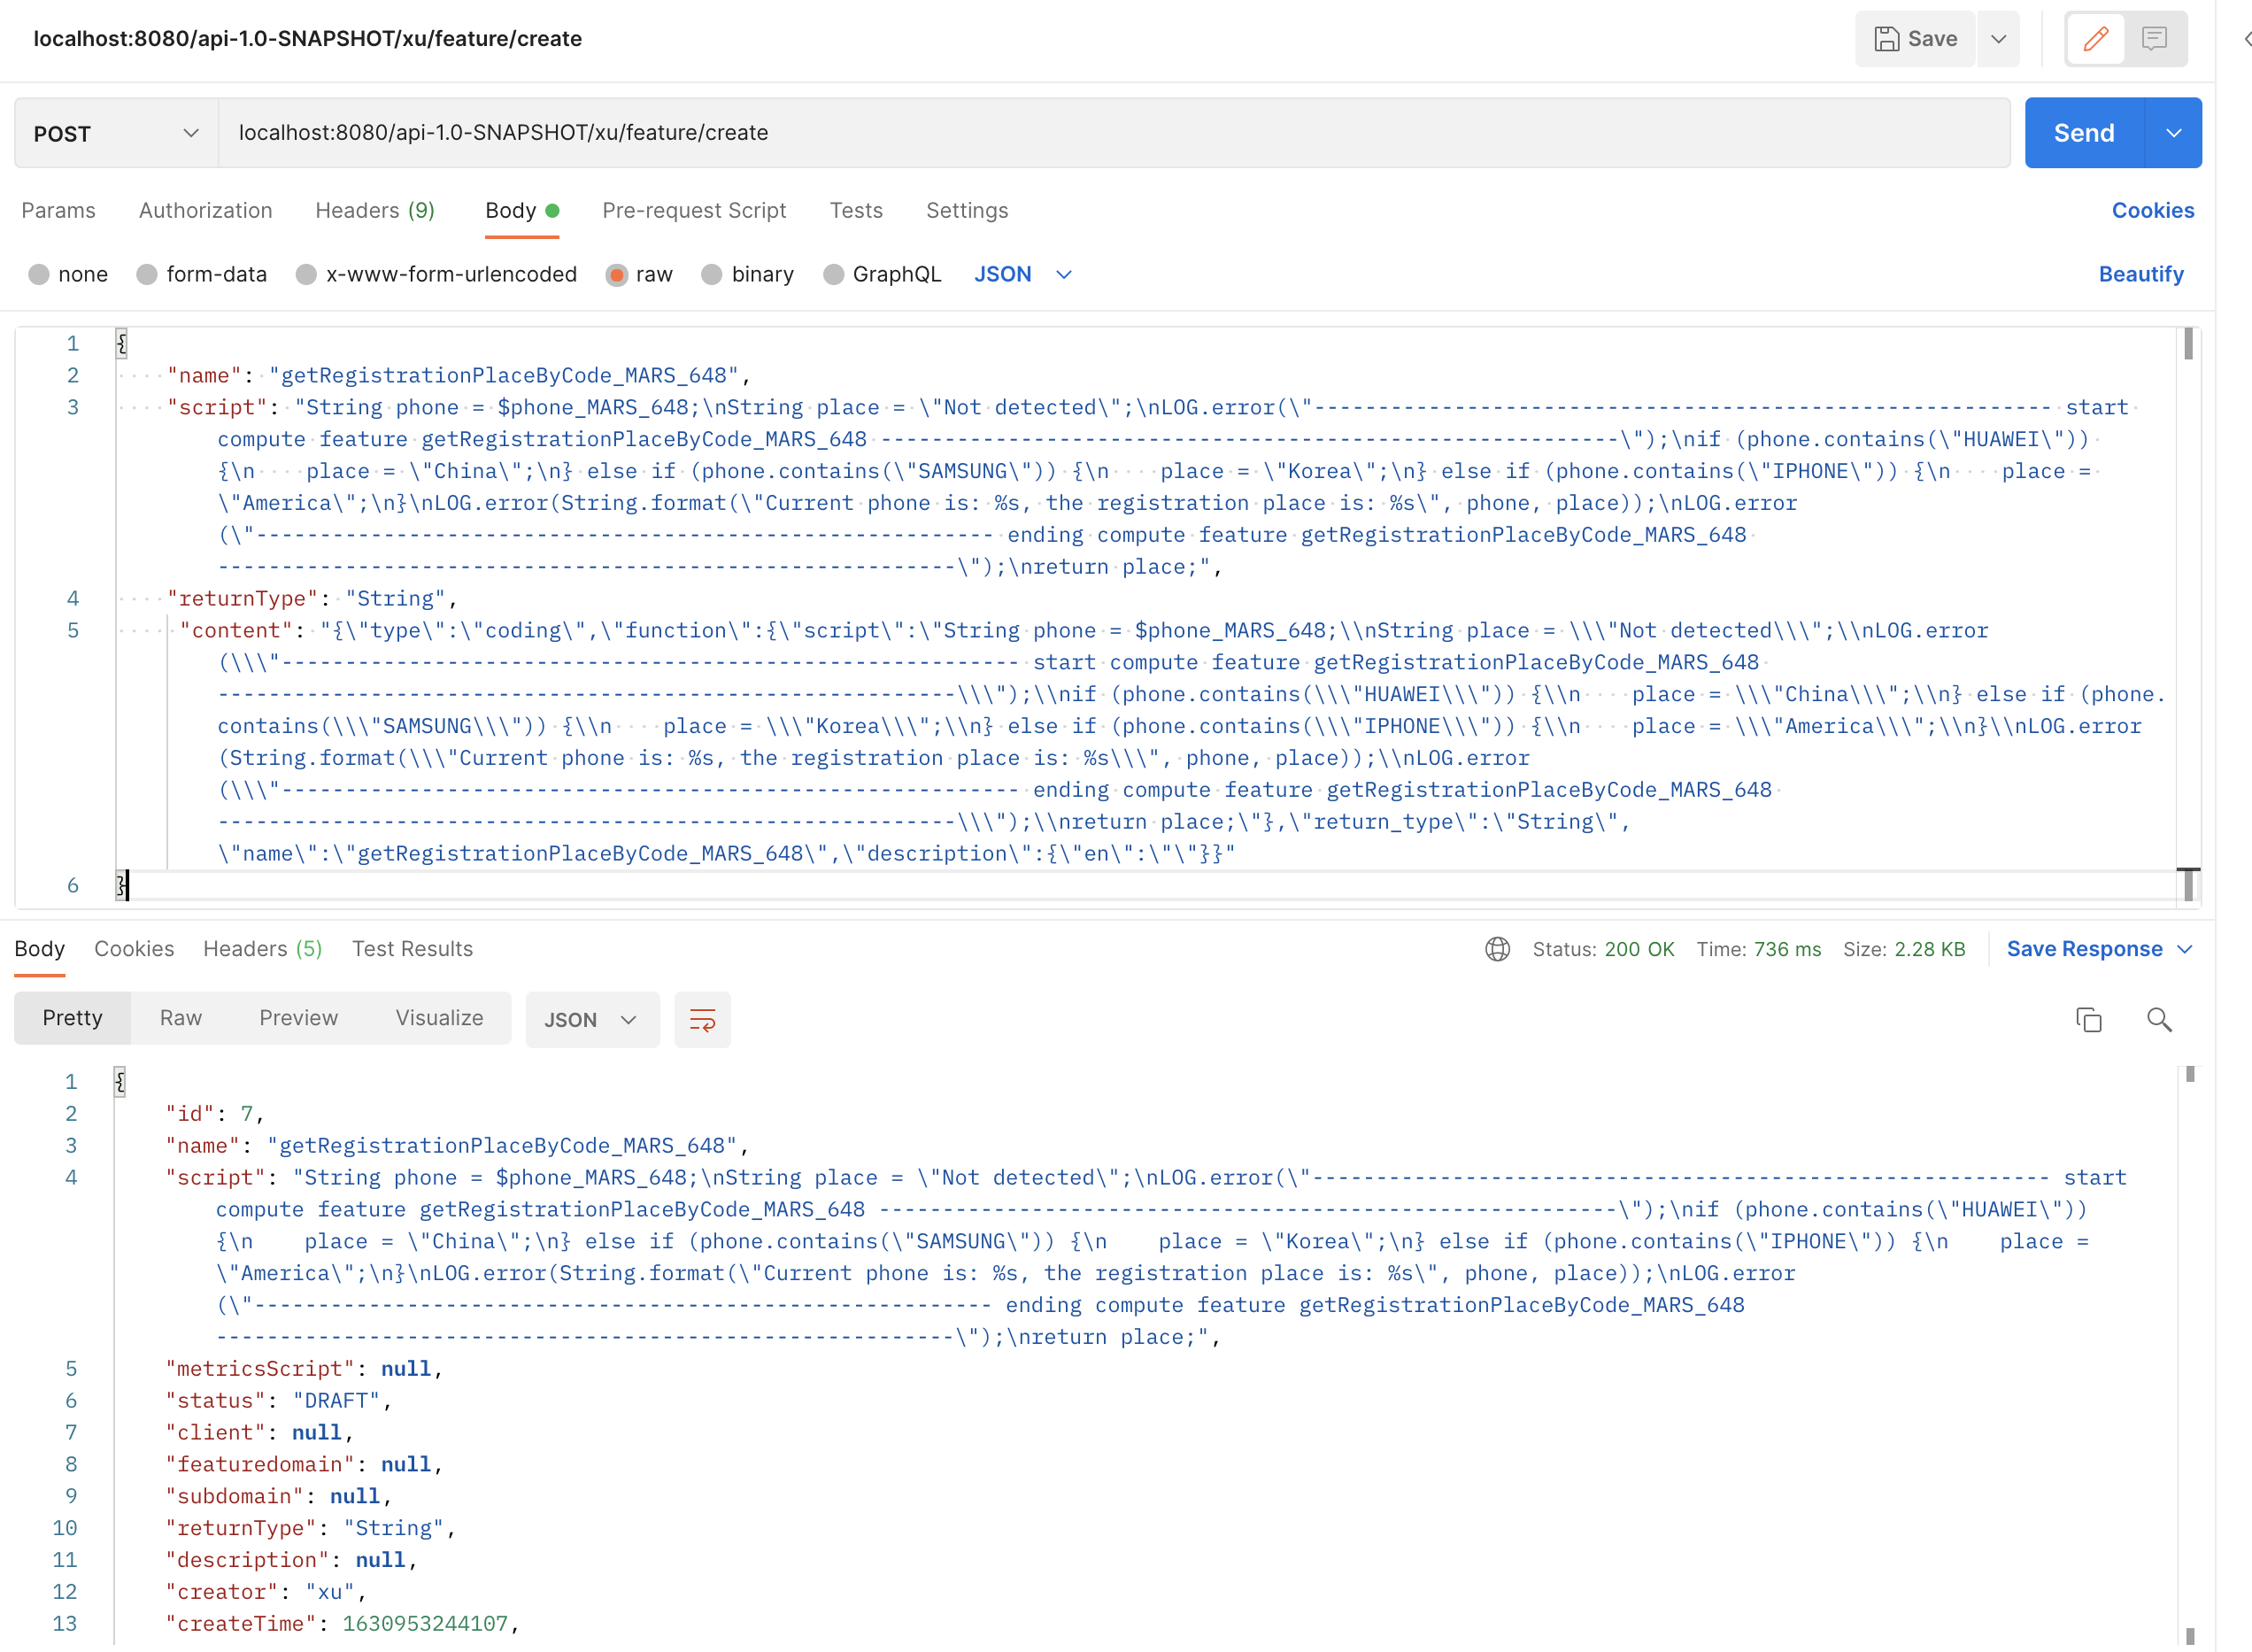 localhost:8080/api-1.0-SNAPSHOT/xu/feature/create
Save
POST
localhost:8080/api-1.0-SNAPSHOT/xu/feature/create
Send
Params Authorization Headers (9) Body Pre-request Script Tests Settings Cookies
none form-data x-www-form-urlencoded raw binary GraphQL JSON Beautify
1 {
2 "name": "getRegistrationPlaceByCode_MARS_648",
3 "script": "String phone = $phone_MARS_648;\nString place = \"Not detected\";\nLOG.error(\"---------------------------------------------------------- start
compute feature getRegistrationPlaceByCode_MARS_648 ----------------------------------------------------------\");\nif (phone.contains(\"HUAWEI\"))
{\n    place = \"China\";\n} else if (phone.contains(\"SAMSUNG\")) {\n    place = \"Korea\";\n} else if (phone.contains(\"IPHONE\")) {\n    place =
\"America\";\n}\nLOG.error(String.format(\"Current phone is: %s, the registration place is: %s\", phone, place));\nLOG.error
(\"---------------------------------------------------------- ending compute feature getRegistrationPlaceByCode_MARS_648
----------------------------------------------------------\");\nreturn place;",
4 "returnType": "String",
5 "content": "{\"type\":\"coding\",\"function\":{\"script\":\"String phone = $phone_MARS_648;\\nString place = \\\"Not detected\\\";\\nLOG.error
(\\\"---------------------------------------------------------- start compute feature getRegistrationPlaceByCode_MARS_648
----------------------------------------------------------\\\");\\nif (phone.contains(\\\"HUAWEI\\\")) {\\n    place = \\\"China\\\";\\n} else if (phone.
contains(\\\"SAMSUNG\\\")) {\\n    place = \\\"Korea\\\";\\n} else if (phone.contains(\\\"IPHONE\\\")) {\\n    place = \\\"America\\\";\\n}\\nLOG.error
(String.format(\\\"Current phone is: %s, the registration place is: %s\\\", phone, place));\\nLOG.error
(\\\"---------------------------------------------------------- ending compute feature getRegistrationPlaceByCode_MARS_648
----------------------------------------------------------\\\");\\nreturn place;\"},\"return_type\":\"String\",
\"name\":\"getRegistrationPlaceByCode_MARS_648\",\"description\":{\"en\":\"\"}}"
6 }
Body Cookies Headers (5) Test Results Status: 200 OK Time: 736 ms Size: 2.28 KB Save Response
Pretty Raw Preview Visualize JSON
1 {
2 "id": 7,
3 "name": "getRegistrationPlaceByCode_MARS_648",
4 "script": "String phone = $phone_MARS_648;\nString place = \"Not detected\";\nLOG.error(\"---------------------------------------------------------- start
compute feature getRegistrationPlaceByCode_MARS_648 ----------------------------------------------------------\");\nif (phone.contains(\"HUAWEI\"))
{\n    place = \"China\";\n} else if (phone.contains(\"SAMSUNG\")) {\n    place = \"Korea\";\n} else if (phone.contains(\"IPHONE\")) {\n    place =
\"America\";\n}\nLOG.error(String.format(\"Current phone is: %s, the registration place is: %s\", phone, place));\nLOG.error
(\"---------------------------------------------------------- ending compute feature getRegistrationPlaceByCode_MARS_648
----------------------------------------------------------\");\nreturn place;",
5 "metricsScript": null,
6 "status": "DRAFT",
7 "client": null,
8 "featuredomain": null,
9 "subdomain": null,
10 "returnType": "String",
11 "description": null,
12 "creator": "xu",
13 "createTime": 1630953244107,